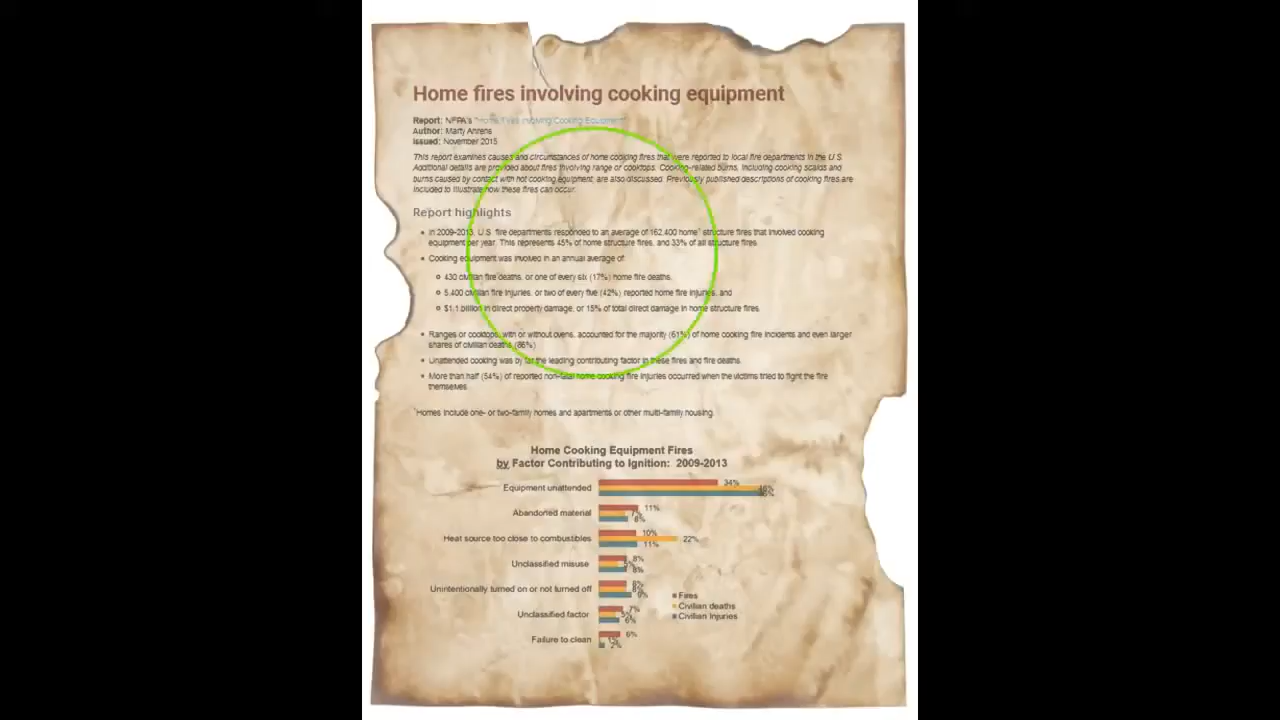 Home fires involving cooking equipment
Report: NFPA's "Home Fires Involving Cooking Equipment"
Author: Marty Ahrens
Issued: November 2015
This report examines causes and circumstances of home cooking fires that were reported to local fire departments in the U.S.
Additional details are provided about fires involving range or cooktops. Cooking-related burns, including cooking scalds and
burns caused by contact with hot cooking equipment, are also discussed. Previously published descriptions of cooking fires are
included to illustrate how these fires can occur.
Report highlights
• In 2009-2013, U.S. fire departments responded to an average of 162,400 home* structure fires that involved cooking
equipment per year. This represents 45% of home structure fires, and 33% of all structure fires.
• Cooking equipment was involved in an annual average of:
430 civilian fire deaths, or one of every six (17%) home fire deaths,
5,400 civilian fire injuries, or two of every five (42%) reported home fire injuries, and
$1.1 billion in direct property damage, or 15% of total direct damage in home structure fires.
• Ranges or cooktops, with or without ovens, accounted for the majority (61%) of home cooking fire incidents and even larger
shares of civilian deaths (86%).
• Unattended cooking was by far the leading contributing factor in these fires and fire deaths.
• More than half (54%) of reported non-fatal home cooking fire injuries occurred when the victims tried to fight the fire
themselves.
*Homes include one- or two-family homes and apartments or other multi-family housing.
Home Cooking Equipment Fires
by Factor Contributing to Ignition: 2009-2013
Equipment unattended
34%
Abandoned material
11%
7%
8%
Heat source too close to combustibles
10%
22%
11%
Unclassified misuse
8%
5%
8%
Unintentionally turned on or not turned off
8%
8%
9%
Unclassified factor
7%
5%
6%
Failure to clean
6%
1%
2%
Fires
Civilian deaths
Civilian Injuries